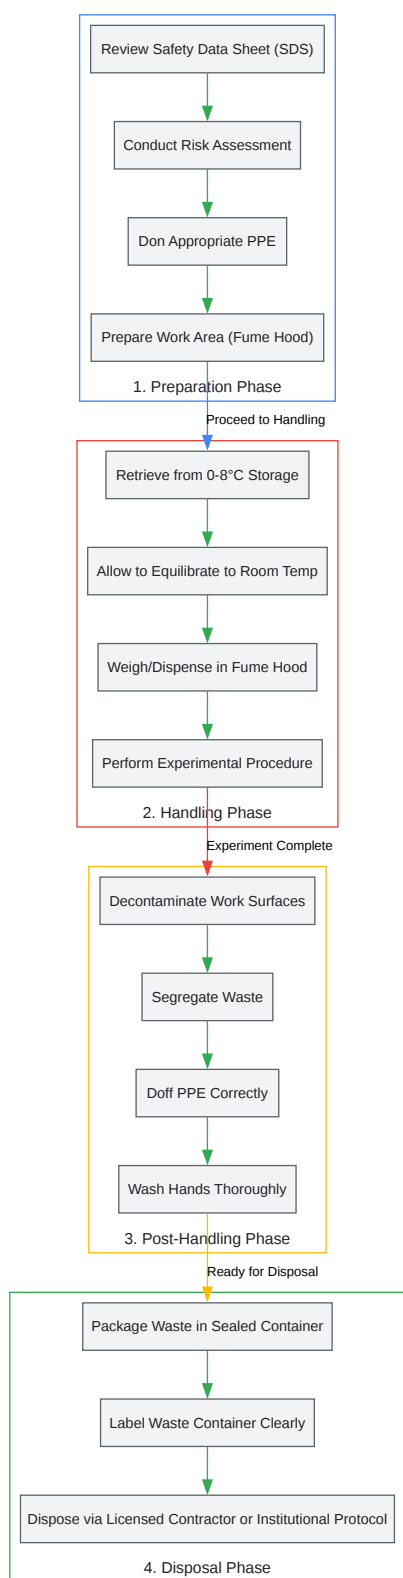 Review Safety Data Sheet (SDS)
Conduct Risk Assessment
Don Appropriate PPE
Prepare Work Area (Fume Hood)
1. Preparation Phase
Proceed to Handling
Retrieve from 0-8°C Storage
Allow to Equilibrate to Room Temp
Weigh/Dispense in Fume Hood
Perform Experimental Procedure
2. Handling Phase
Experiment Complete
Decontaminate Work Surfaces
Segregate Waste
Doff PPE Correctly
Wash Hands Thoroughly
3. Post-Handling Phase
Ready for Disposal
Package Waste in Sealed Container
Label Waste Container Clearly
Dispose via Licensed Contractor or Institutional Protocol
4. Disposal Phase